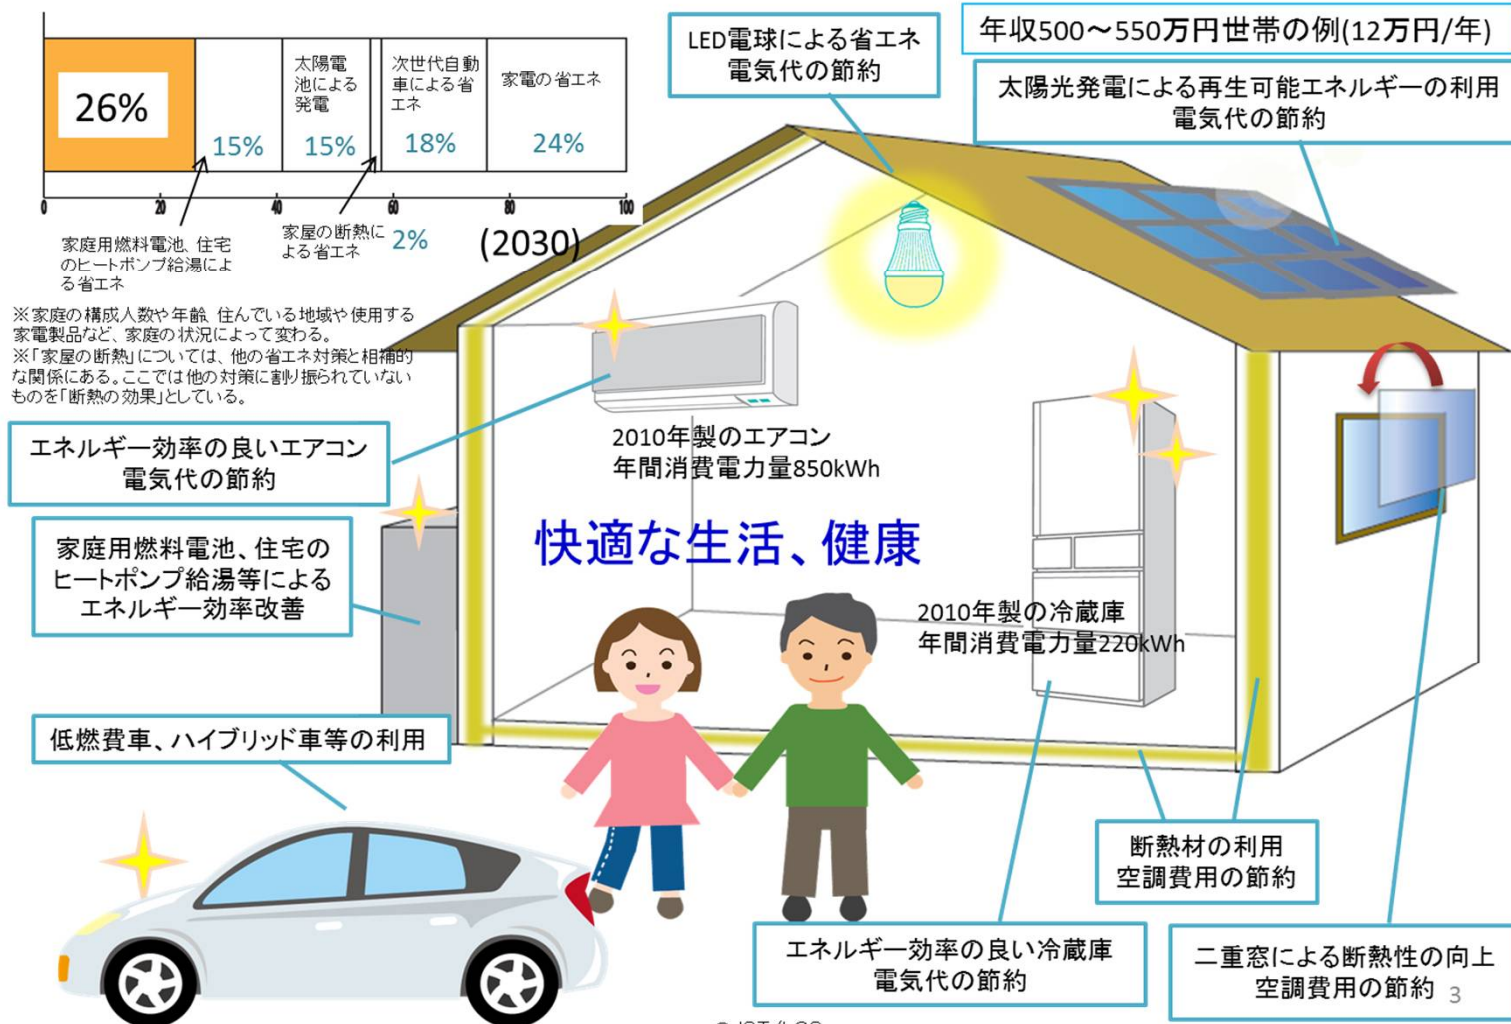 年収500～550万円世帯の例(12万円/年)
LED電球による省エネ
電気代の節約
太陽光発電による再生可能エネルギーの利用
電気代の節約
26%
15%
太陽電
池による
発電
15%
次世代自動
車による省
エネ
18%
家電の省エネ
24%
0 20 40 60 80 100
家庭用燃料電池、住宅
のヒートポンプ給湯によ
る省エネ
家屋の断熱に
よる省エネ
2%
(2030)
※家庭の構成人数や年齢、住んでいる地域や使用する
家電製品など、家庭の状況によって変わる。
※「家屋の断熱」については、他の省エネ対策と相補的
な関係にある。ここでは他の対策に割り振られていない
ものを「断熱の効果」としている。
エネルギー効率の良いエアコン
電気代の節約
2010年製のエアコン
年間消費電力量850kWh
快適な生活、健康
家庭用燃料電池、住宅の
ヒートポンプ給湯等による
エネルギー効率改善
2010年製の冷蔵庫
年間消費電力量220kWh
低燃費車、ハイブリッド車等の利用
断熱材の利用
空調費用の節約
エネルギー効率の良い冷蔵庫
電気代の節約
二重窓による断熱性の向上
空調費用の節約
3